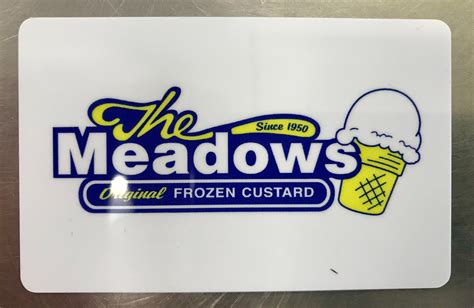 The
Since 1950
Meadows
Original FROZEN CUSTARD